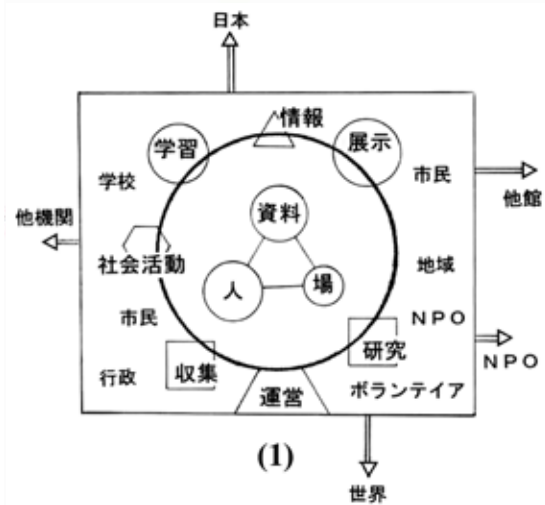 日本
情報
学習
展示
学校
市民
他館
資料
他機関
社会活動
地域
人
場
市民
NPO
研究
NPO
行政
収集
運営
ボランテイア
(1)
世界